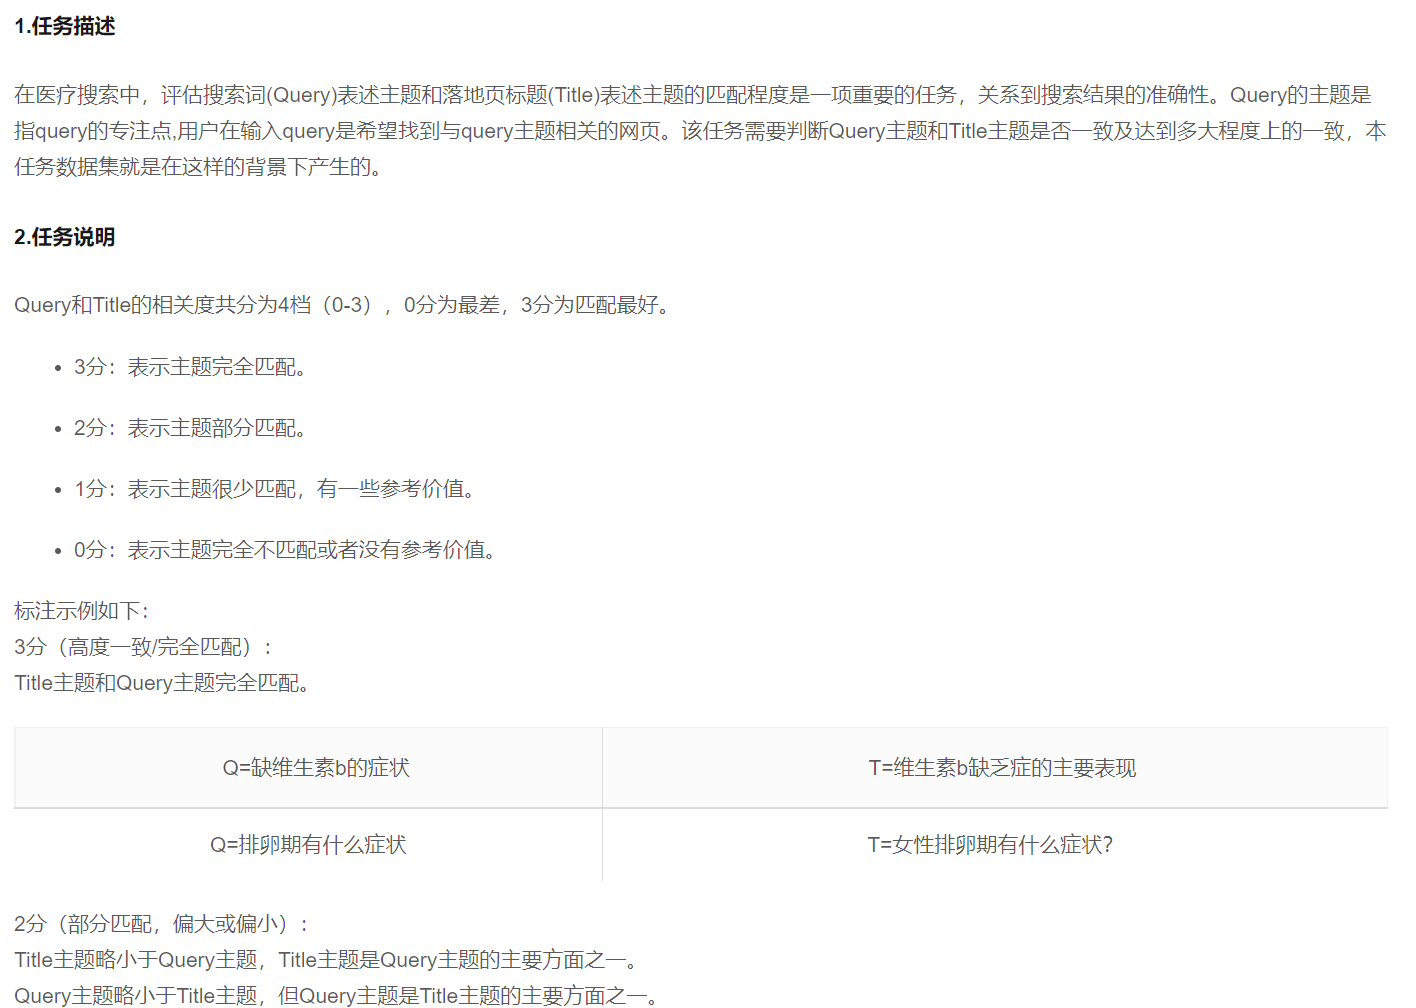 1.任务描述
在医疗搜索中，评估搜索词(Query)表述主题和落地页标题(Title)表述主题的匹配程度是一项重要的任务，关系到搜索结果的准确性。Query的主题是
指query的专注点,用户在输入query是希望找到与query主题相关的网页。该任务需要判断Query主题和Title主题是否一致及达到多大程度上的一致，本
任务数据集就是在这样的背景下产生的。
2.任务说明
Query和Title的相关度共分为4档（0-3），0分为最差，3分为匹配最好。
• 3分：表示主题完全匹配。
• 2分：表示主题部分匹配。
• 1分：表示主题很少匹配，有一些参考价值。
• 0分：表示主题完全不匹配或者没有参考价值。
标注示例如下：
3分（高度一致/完全匹配）：
Title主题和Query主题完全匹配。
Q=缺维生素b的症状 T=维生素b缺乏症的主要表现
Q=排卵期有什么症状 T=女性排卵期有什么症状？
2分（部分匹配，偏大或偏小）：
Title主题略小于Query主题，Title主题是Query主题的主要方面之一。
Query主题略小于Title主题，但Query主题是Title主题的主要方面之一。